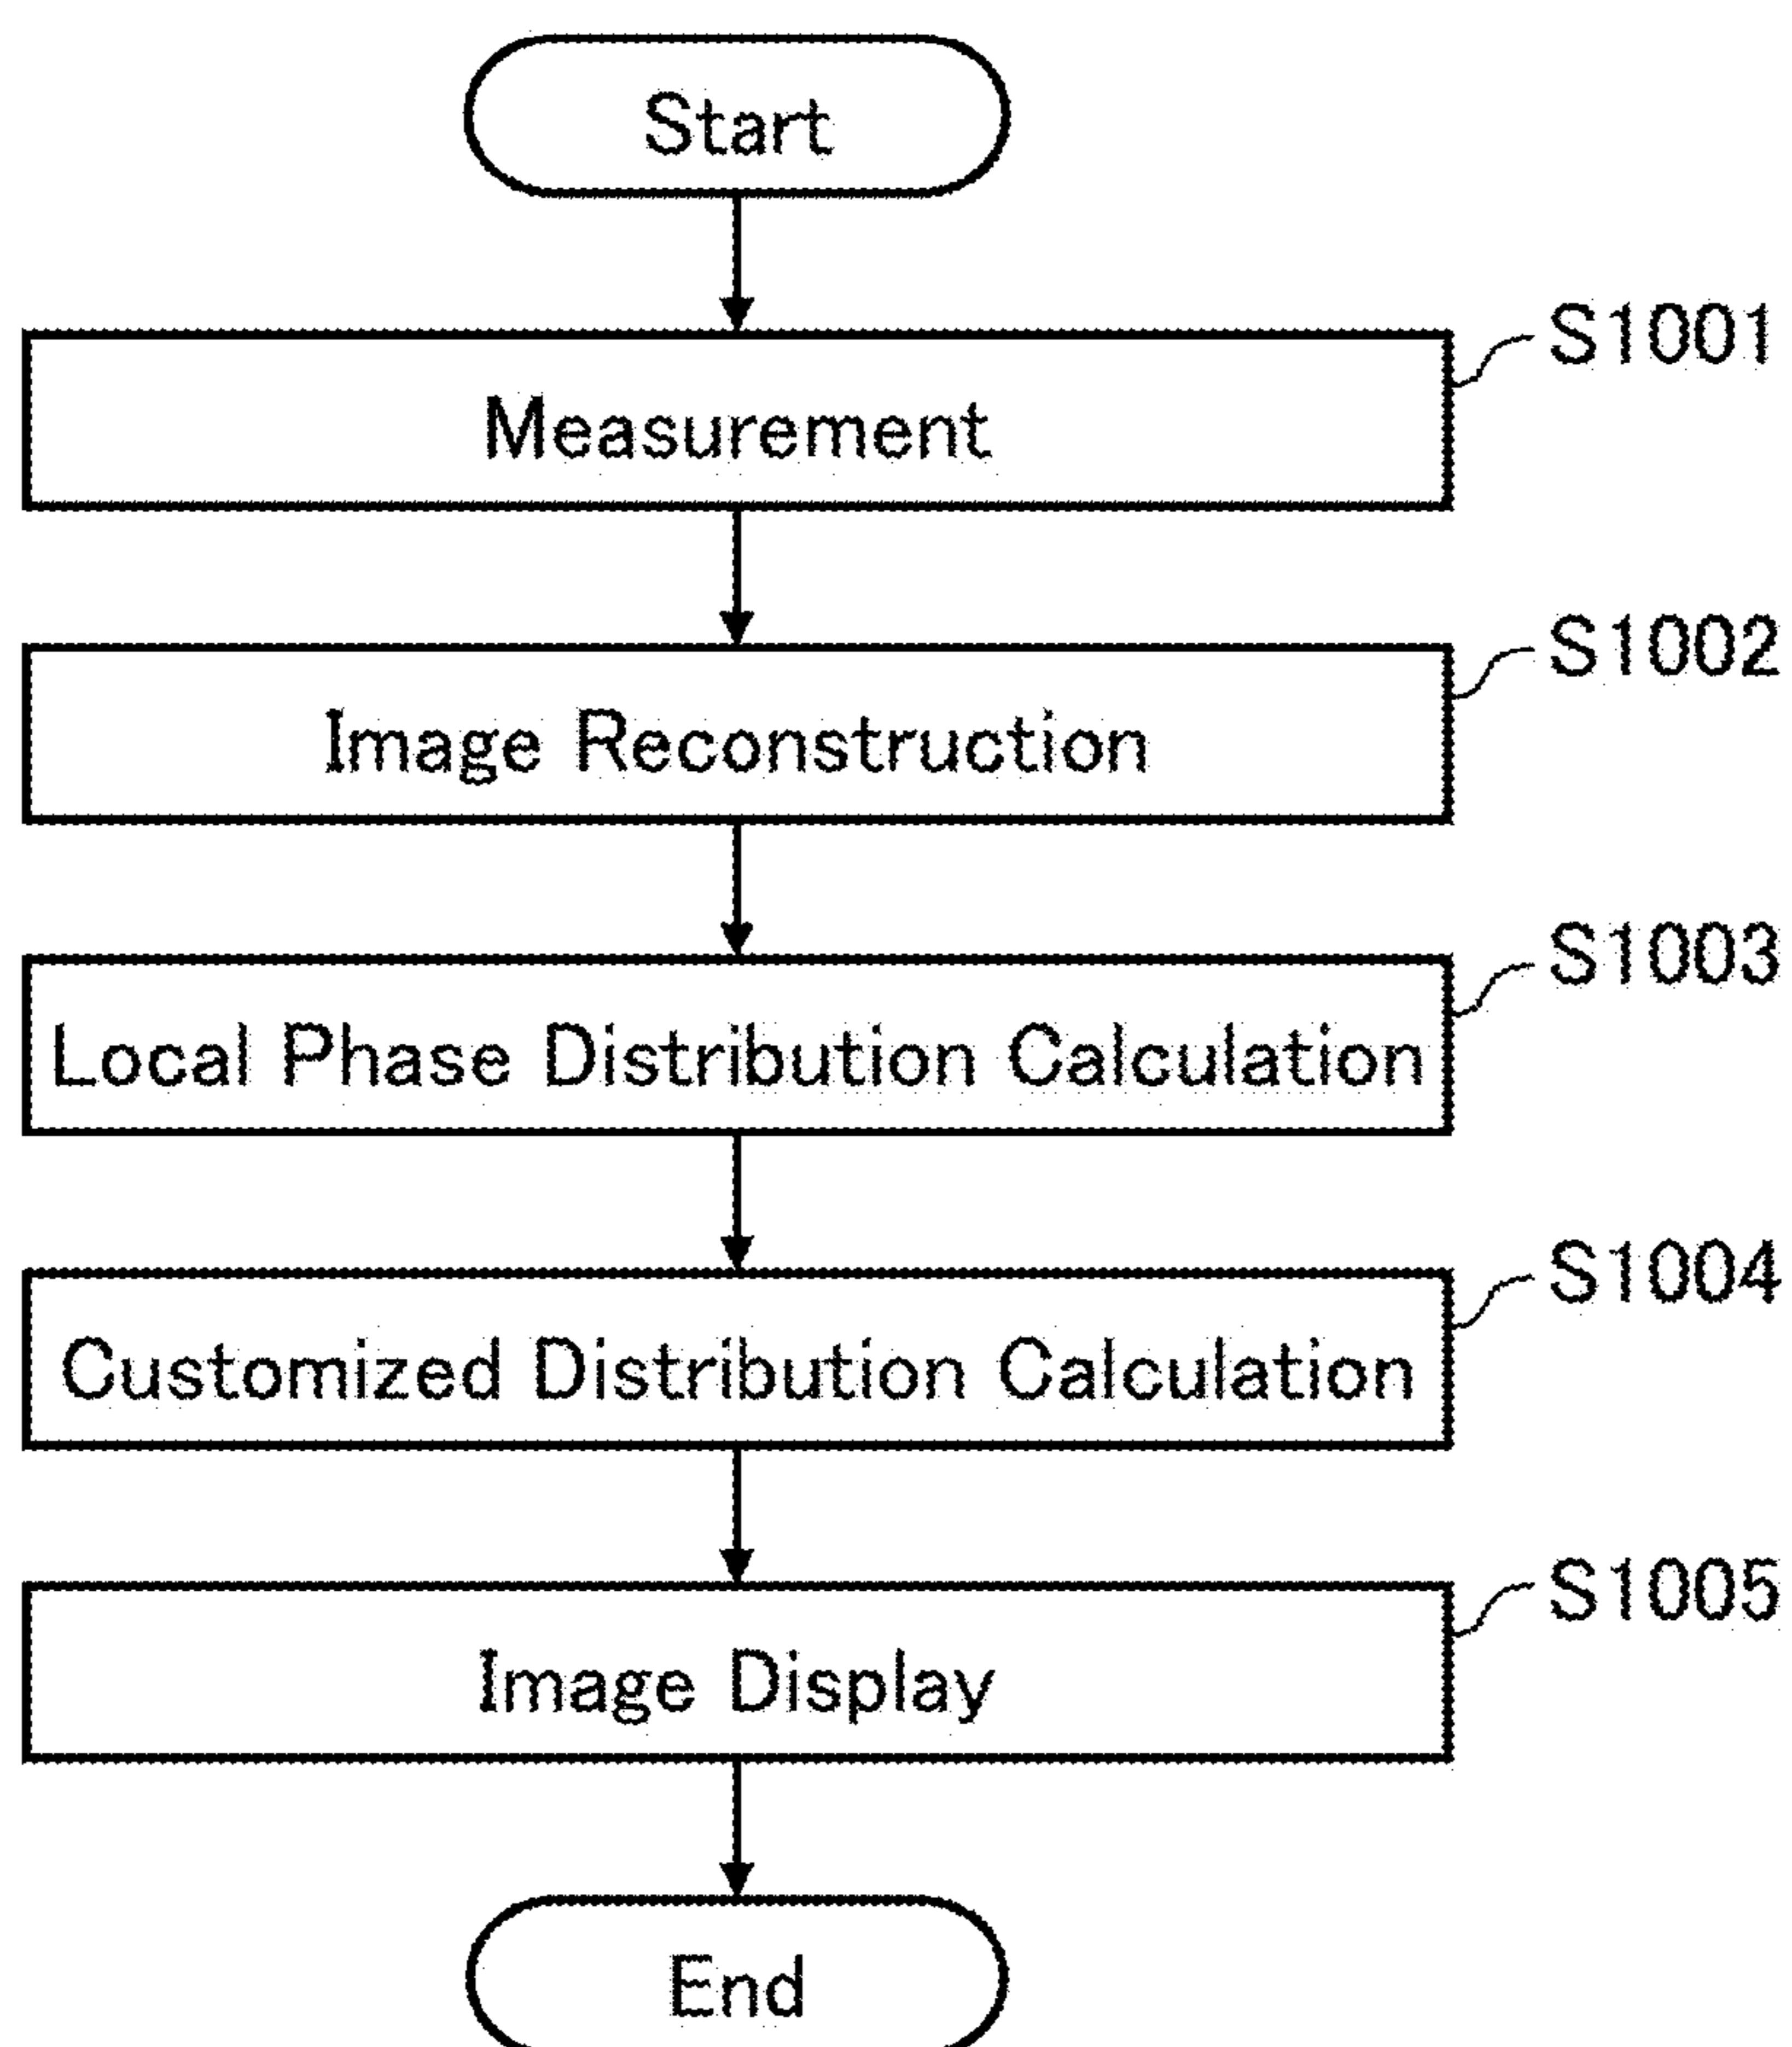 Start
S1001
Measurement
S1002
Image Reconstruction
S1003
Local Phase Distribution Calculation
S1004
Customized Distribution Calculation
S1005
Image Display
End